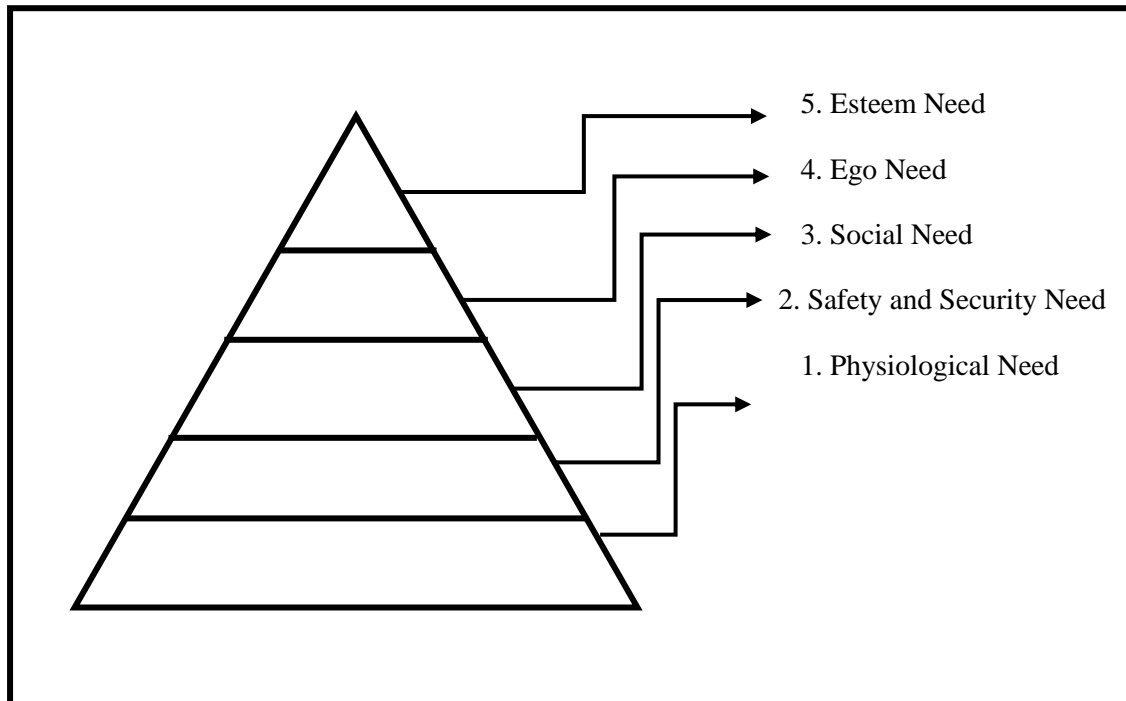 5. Esteem Need
4. Ego Need
3. Social Need
2. Safety and Security Need
1. Physiological Need